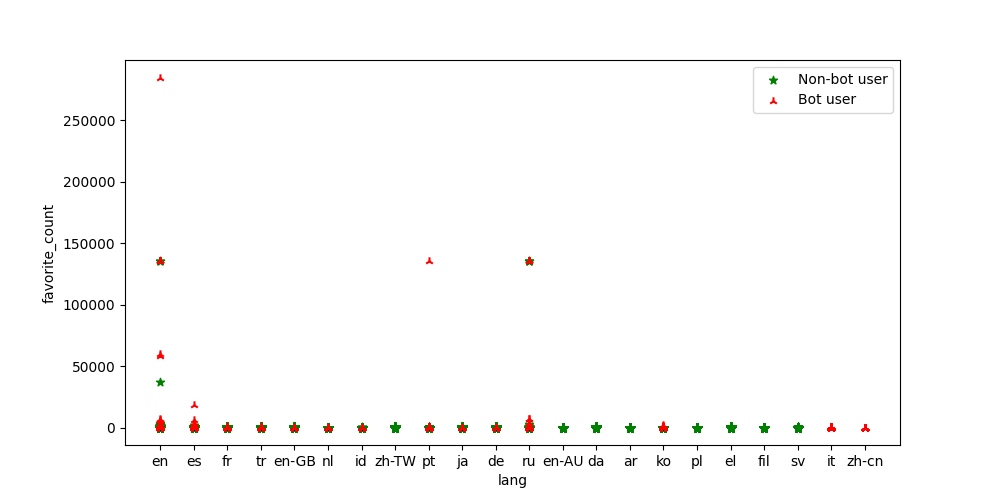 Non-bot user
Bot user
250000
200000
150000
100000
50000
0
favorite_count
en es fr tr en-GB nl id zh-TW pt ja de ru en-AU da ar ko pl el fil sv it zh-cn
lang